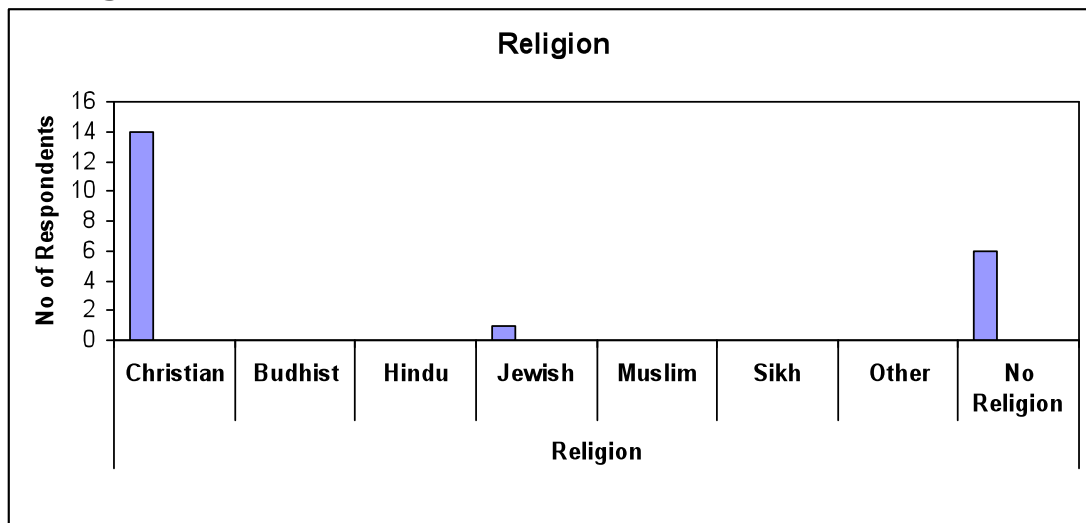 Religion
No of Respondents
16
14
12
10
8
6
4
2
0
Christian
Budhist
Hindu
Jewish
Muslim
Sikh
Other
No
Religion
Religion